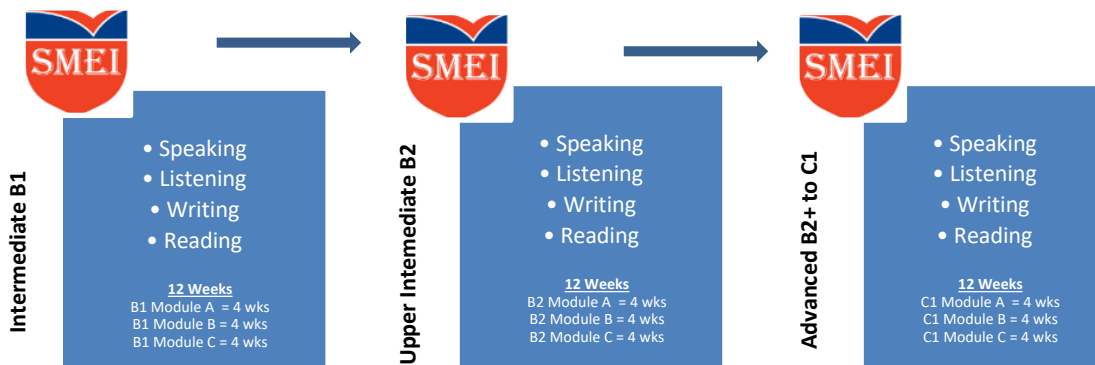 SMEI
Intermediate B1
• Speaking
• Listening
• Writing
• Reading
12 Weeks
B1 Module A = 4 wks
B1 Module B = 4 wks
B1 Module C = 4 wks
SMEI
Upper Intemediate B2
• Speaking
• Listening
• Writing
• Reading
12 Weeks
B2 Module A = 4 wks
B2 Module B = 4 wks
B2 Module C = 4 wks
SMEI
Advanced B2+ to C1
• Speaking
• Listening
• Writing
• Reading
12 Weeks
C1 Module A = 4 wks
C1 Module B = 4 wks
C1 Module C = 4 wks